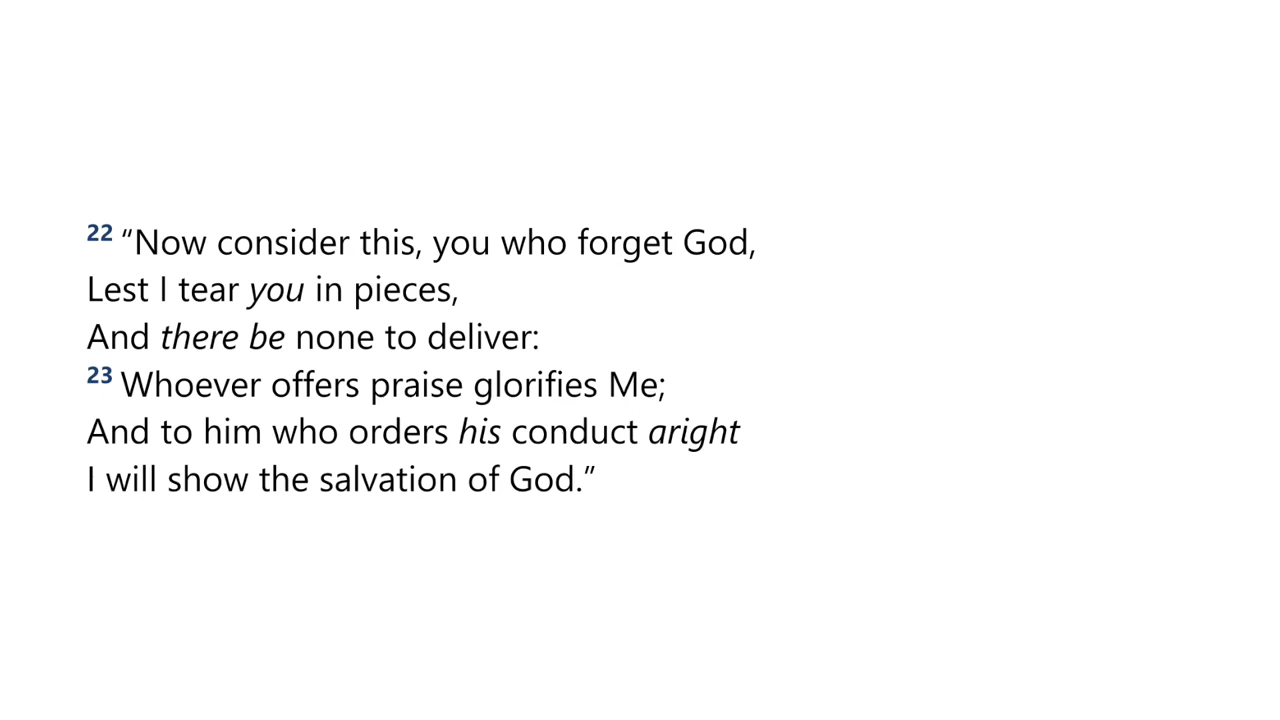 22 “Now consider this, you who forget God,
Lest I tear you in pieces,
And there be none to deliver:
23 Whoever offers praise glorifies Me;
And to him who orders his conduct aright
I will show the salvation of God.”